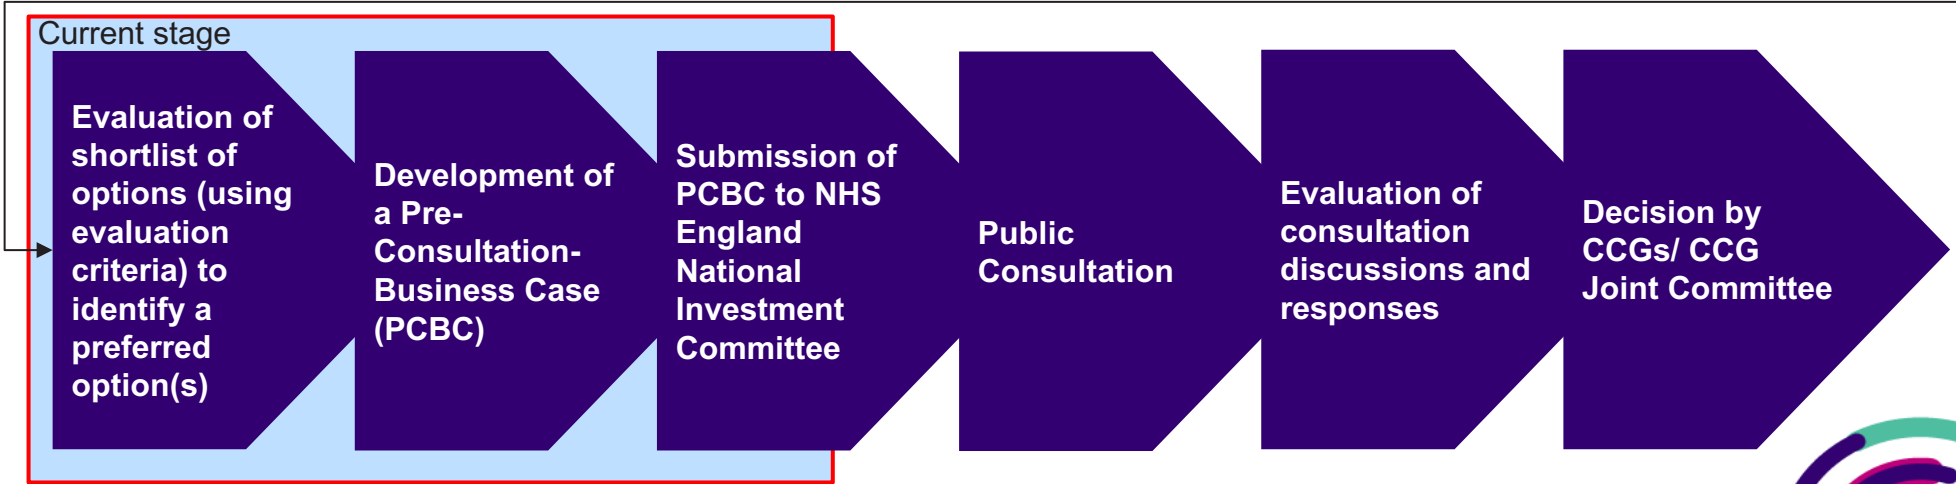 Current stage
Evaluation of
shortlist of
options (using
evaluation
criteria) to
identify a
preferred
option(s)
Development of
a Pre-
Consultation-
Business Case
(PCBC)
Submission of
PCBC to NHS
England
National
Investment
Committee
Public
Consultation
Evaluation of
consultation
discussions and
responses
Decision by
CCGs/ CCG
Joint Committee